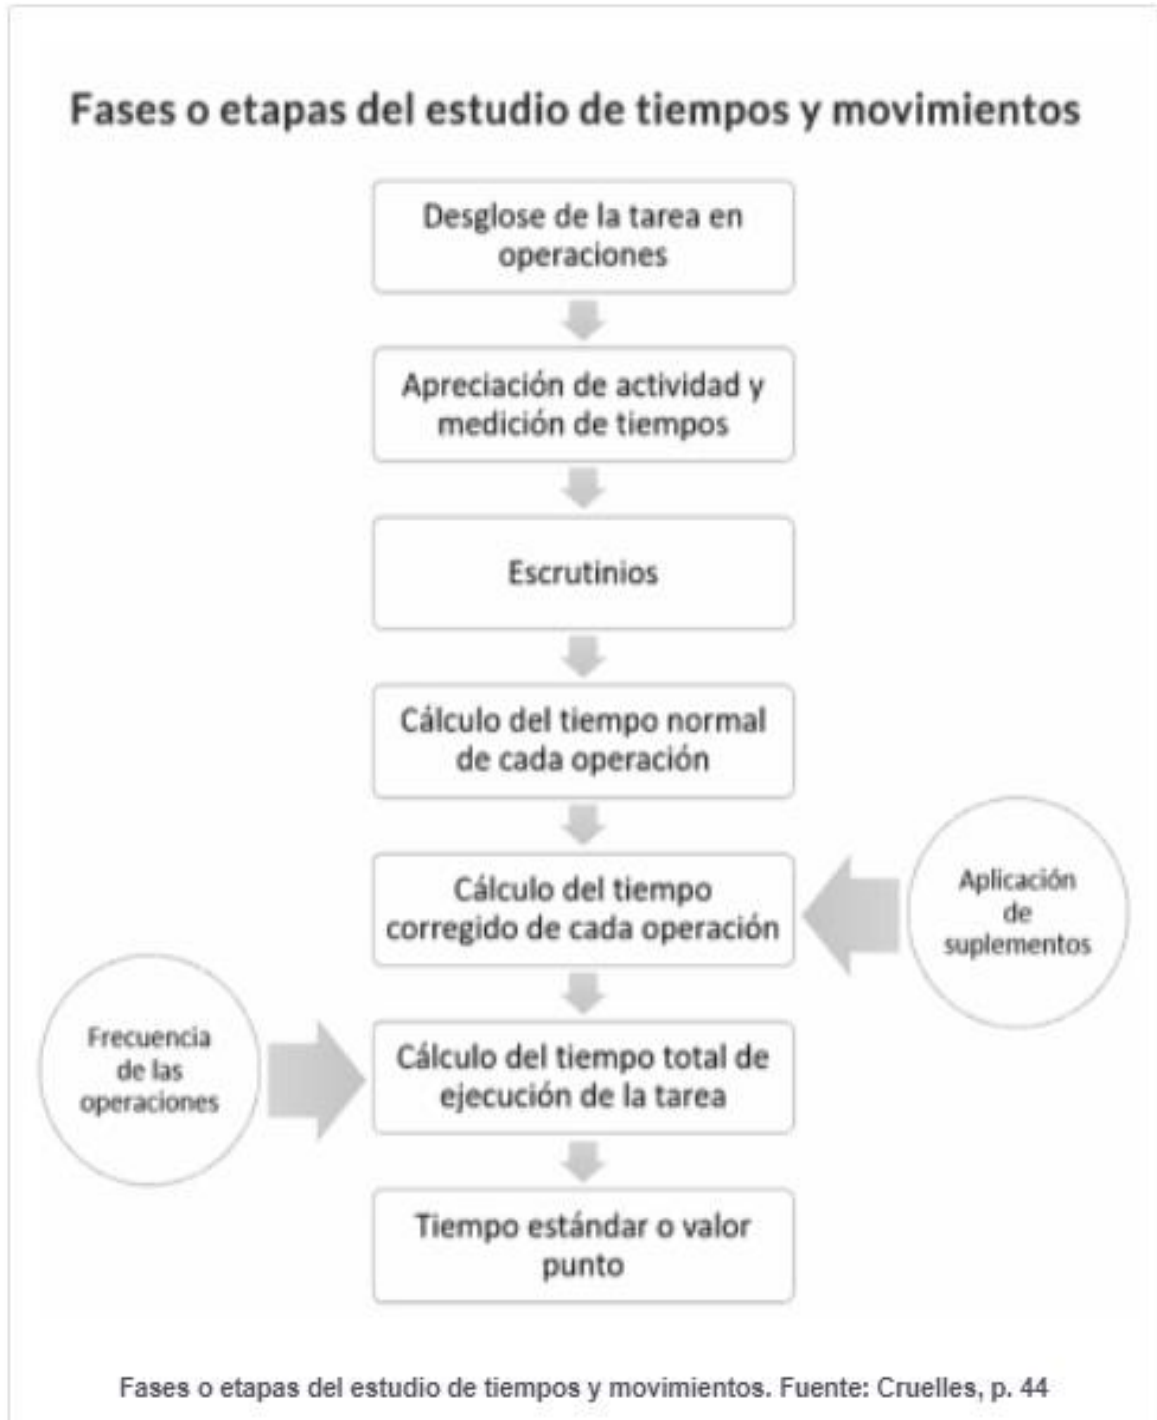 Fases o etapas del estudio de tiempos y movimientos
Desglose de la tarea en
operaciones
Apreciación de actividad y
medición de tiempos
Escrutinios
Cálculo del tiempo normal
de cada operación
Cálculo del tiempo
corregido de cada operación
Aplicación
de
suplementos
Frecuencia
de las
operaciones
Cálculo del tiempo total de
ejecución de la tarea
Tiempo estándar o valor
punto
Fases o etapas del estudio de tiempos y movimientos. Fuente: Cruelles, p. 44